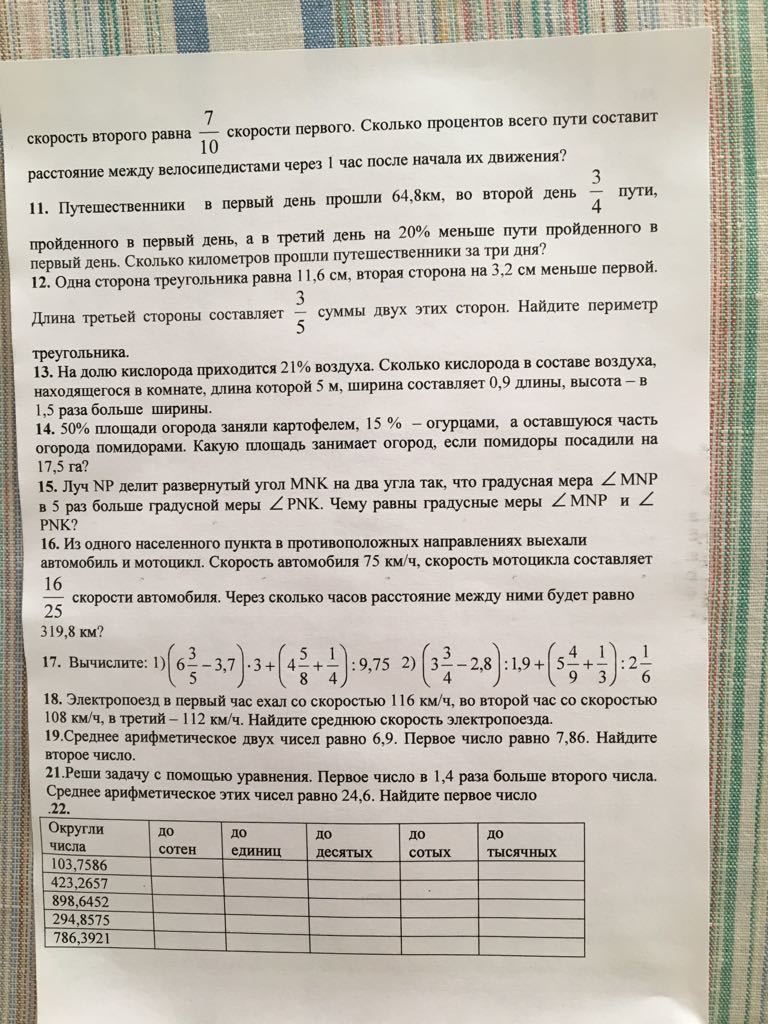 скорость второго равна 7/10 скорости первого. Сколько процентов всего пути составит
расстояние между велосипедистами через 1 час после начала их движения?
11. Путешественники в первый день прошли 64,8км, во второй день 3/4 пути,
пройденного в первый день, а в третий день на 20% меньше пути пройденного в
первый день. Сколько километров прошли путешественники за три дня?
12. Одна сторона треугольника равна 11,6 см, вторая сторона на 3,2 см меньше первой.
Длина третьей стороны составляет 3/5 суммы двух этих сторон. Найдите периметр
треугольника.
13. На долю кислорода приходится 21% воздуха. Сколько кислорода в составе воздуха,
находящегося в комнате, длина которой 5 м, ширина составляет 0,9 длины, высота – в
1,5 раза больше ширины.
14. 50% площади огорода заняли картофелем, 15 % – огурцами, а оставшуюся часть
огорода помидорами. Какую площадь занимает огород, если помидоры посадили на
17,5 га?
15. Луч NP делит развернутый угол MNK на два угла так, что градусная мера ∠MNP
в 5 раз больше градусной меры ∠PNK. Чему равны градусные меры ∠MNP и ∠
PNK?
16. Из одного населенного пункта в противоположных направлениях выехали
автомобиль и мотоцикл. Скорость автомобиля 75 км/ч, скорость мотоцикла составляет
16/25 скорости автомобиля. Через сколько часов расстояние между ними будет равно
319,8 км?
17. Вычислите: 1) (6 3/5 − 3,7) · 3 + (4 5/8 + 1/4) : 9,75 2) (3 3/4 − 2,8) : 1,9 + (5 4/9 + 1/3) : 2 1/6
18. Электропоезд в первый час ехал со скоростью 116 км/ч, во второй час со скоростью
108 км/ч, в третий – 112 км/ч. Найдите среднюю скорость электропоезда.
19.Среднее арифметическое двух чисел равно 6,9. Первое число равно 7,86. Найдите
второе число.
21.Реши задачу с помощью уравнения. Первое число в 1,4 раза больше второго числа.
Среднее арифметическое этих чисел равно 24,6. Найдите первое число
.22.
Округли числа до сотен до единиц до десятых до сотых до тысячных
103,7586
423,2657
898,6452
294,8575
786,3921